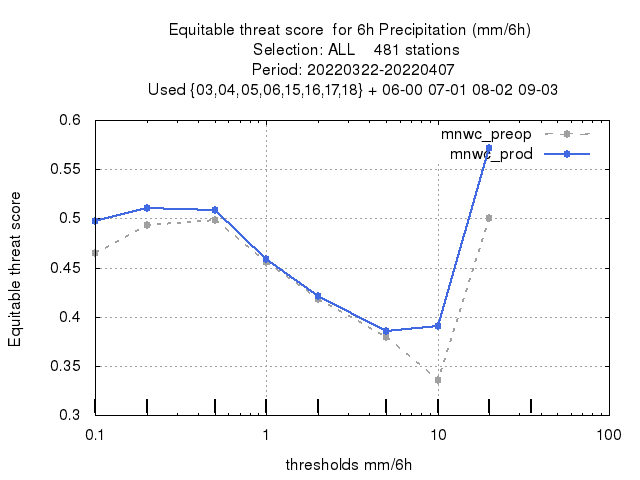 Equitable threat score  for 6h Precipitation (mm/6h)
Selection: ALL    481 stations
Period: 20220322-20220407
Used {03,04,05,06,15,16,17,18} + 06-00 07-01 08-02 09-03
mnwc_preop
mnwc_prod
Equitable threat score
0.6
0.55
0.5
0.45
0.4
0.35
0.3
0.1 1 10 100
thresholds mm/6h